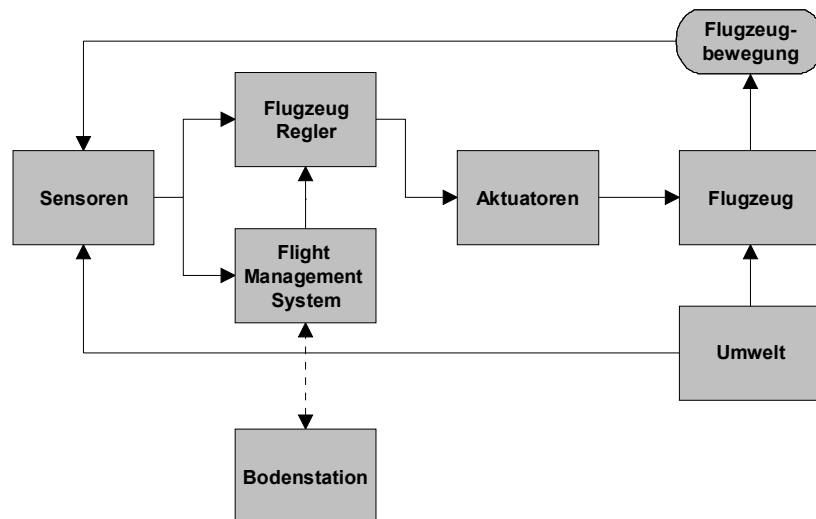 Flugzeug-
bewegung
Flugzeug
Regler
Sensoren
Aktuatoren
Flugzeug
Flight
Management
System
Umwelt
Bodenstation